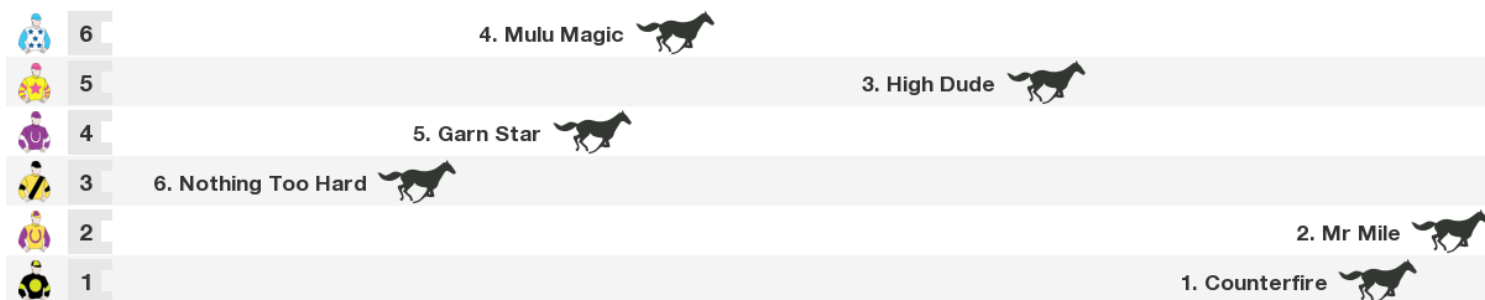 6 4. Mulu Magic
5 3. High Dude
4 5. Garn Star
3 6. Nothing Too Hard
2 2. Mr Mile
1 1. Counterfire